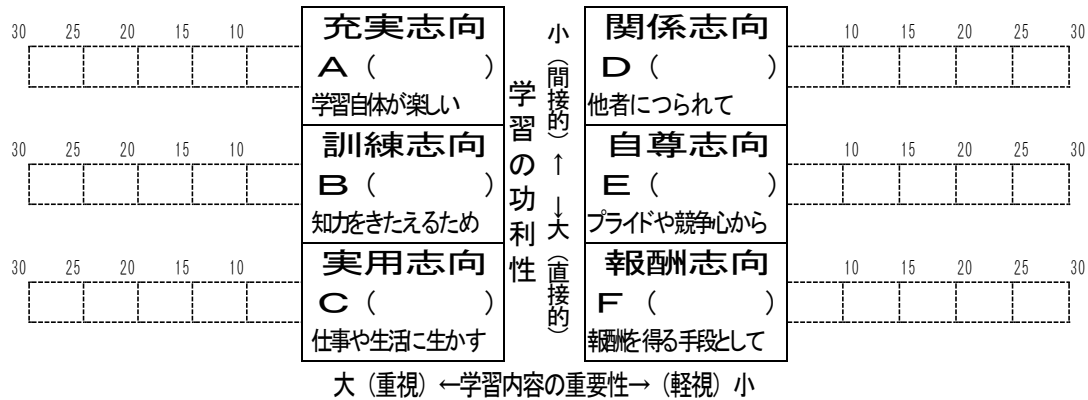 30 25 20 15 10
充実志向
A（　　　）
学習自体が楽しい
関係志向
D（　　　）
他者につられて
10 15 20 25 30
30 25 20 15 10
訓練志向
B（　　　）
知力をきたえるため
自尊志向
E（　　　）
プライドや競争心から
10 15 20 25 30
30 25 20 15 10
実用志向
C（　　　）
仕事や生活に生かす
報酬志向
F（　　　）
報酬を得る手段として
10 15 20 25 30
学習の功利性
小（間接的）↑ ↓大（直接的）
大（重視）←学習内容の重要性→（軽視）小